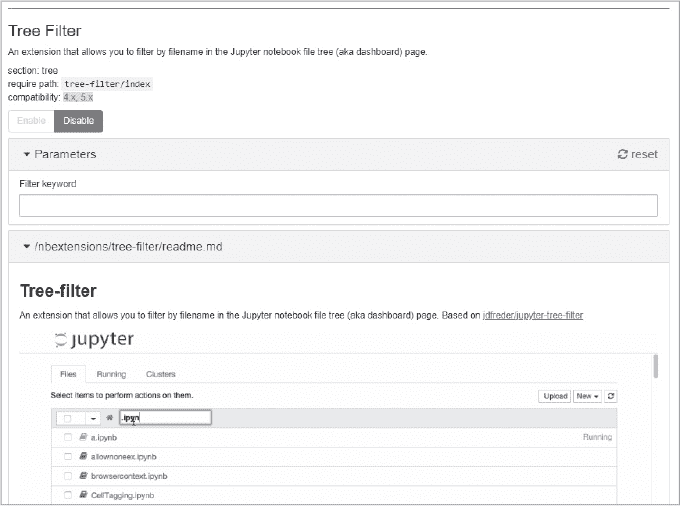 Tree Filter
An extension that allows you to filter by filename in the Jupyter notebook file tree (aka dashboard) page.
section: tree
require path: tree-filter/index
compatibility: 4.x, 5.x
Enable Disable
Parameters reset
Filter keyword
/nbextensions/tree-filter/readme.md
Tree-filter
An extension that allows you to filter by filename in the Jupyter notebook file tree (aka dashboard) page. Based on jdfreder/jupyter-tree-filter
jupyter
Files Running Clusters
Select items to perform actions on them. Upload New
.ipyn
a.ipynb Running
allownoneex.ipynb
browsercontext.ipynb
CellTagging.ipynb